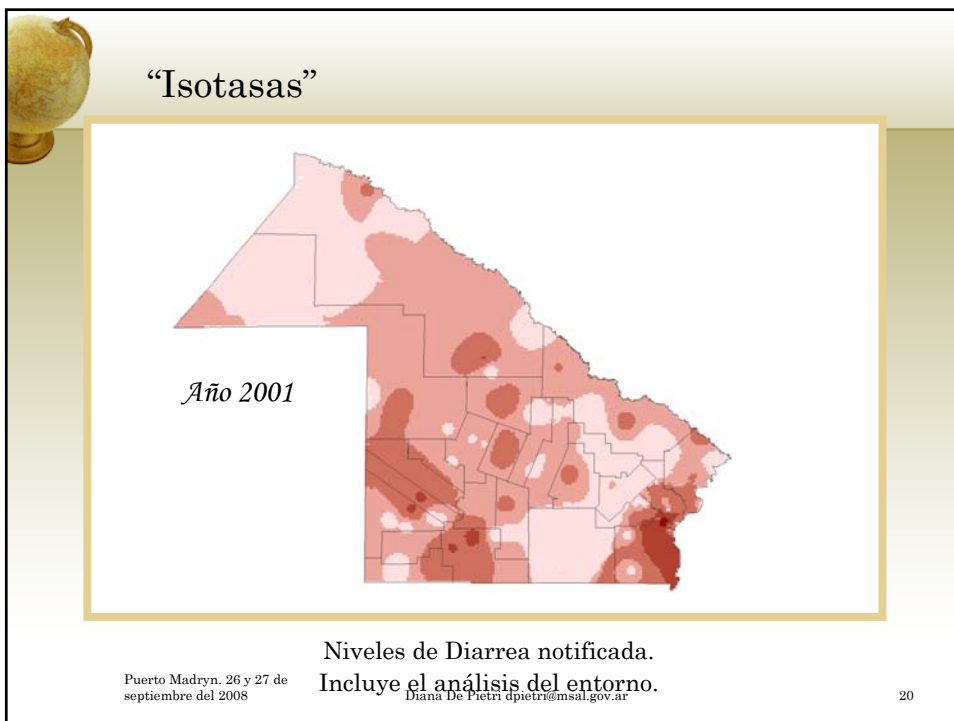 “Isotasas”
Año 2001
Niveles de Diarrea notificada.
Incluye el análisis del entorno.
Puerto Madryn. 26 y 27 de
septiembre del 2008
Diana De Pietri dpietri@msal.gov.ar
20